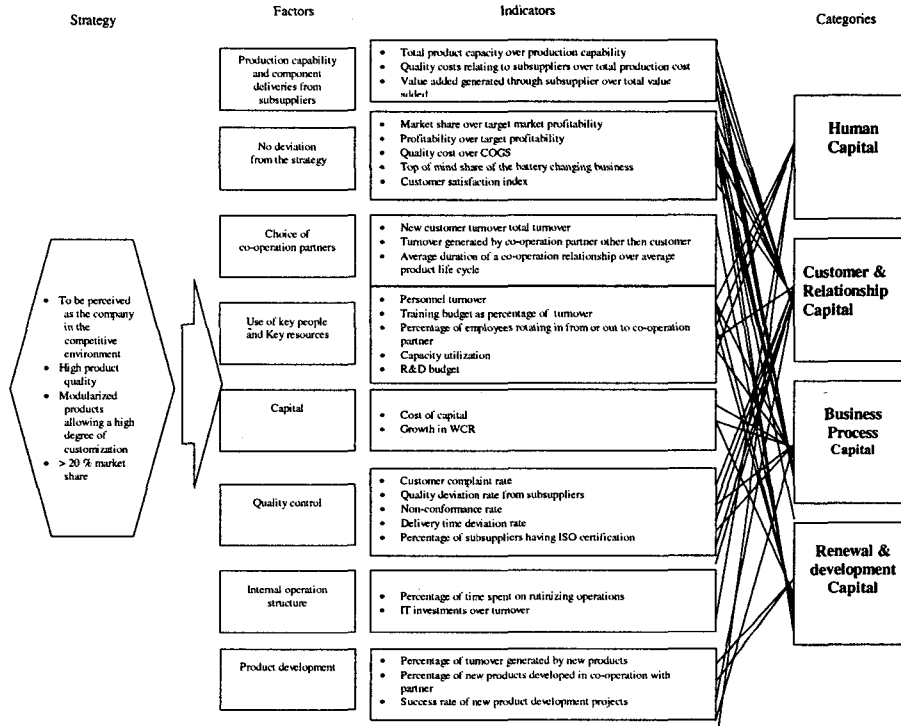 Strategy
Factors
Indicators
Categories
To be perceived
as the company
in the
competitive
environment
High product
quality
Modularized
products
allowing a high
degree of
customization
> 20 % market
share
Production capability
and component
deliveries from
subsuppliers
• Total product capacity over production capability
• Quality costs relating to subsuppliers over total production cost
• Value added generated through subsupplier over total value
added
No deviation
from the strategy
• Market share over target market profitability
• Profitability over target profitability
• Quality cost over COGS
• Top of mind share of the battery changing business
• Customer satisfaction index
Choice of
co-operation partners
• New customer turnover total turnover
• Turnover generated by co-operation partner other then customer
• Average duration of a co-operation relationship over average
product life cycle
Use of key people
and Key resources
• Personnel turnover
• Training budget as percentage of turnover
• Percentage of employees rotating in from or out to co-operation
partner
• Capacity utilization
• R&D budget
Capital
• Cost of capital
• Growth in WCR
Quality control
• Customer complaint rate
• Quality deviation rate from subsuppliers
• Non-conformance rate
• Delivery time deviation rate
• Percentage of subsuppliers having ISO certification
Internal operation
structure
• Percentage of time spent on rutinizing operations
• IT investments over turnover
Product development
• Percentage of turnover generated by new products
• Percentage of new products developed in co-operation with
partner
• Success rate of new product development projects
Human
Capital
Customer &
Relationship
Capital
Business
Process
Capital
Renewal &
development
Capital